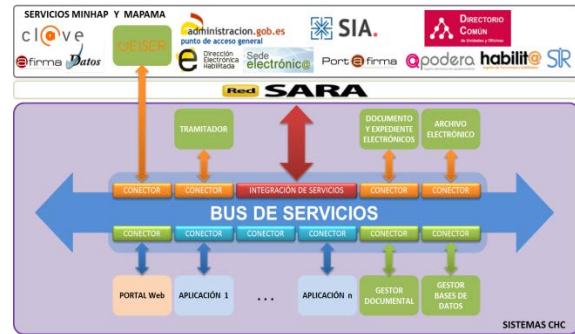 SERVICIOS MINHAP Y MAPAMA
cl@ve
@firma
Datos
GEISER
administracion.gob.es
punto de acceso general
Dirección
Electrónica
Habilitada
Sede
electrónic@
SIA.
Port@firma
DIRECTORIO
COMÚN
de Unidades y Oficinas
@podera
habilit@
SIR
Red SARA
TRAMITADOR
DOCUMENTO
Y EXPEDIENTE
ELECTRÓNICOS
ARCHIVO
ELECTRÓNICO
CONECTOR
CONECTOR
INTEGRACIÓN DE SERVICIOS
CONECTOR
CONECTOR
BUS DE SERVICIOS
CONECTOR
CONECTOR
CONECTOR
CONECTOR
CONECTOR
CONECTOR
PORTAL Web
APLICACIÓN 1
...
APLICACIÓN n
GESTOR
DOCUMENTAL
GESTOR
BASES DE
DATOS
SISTEMAS CHC